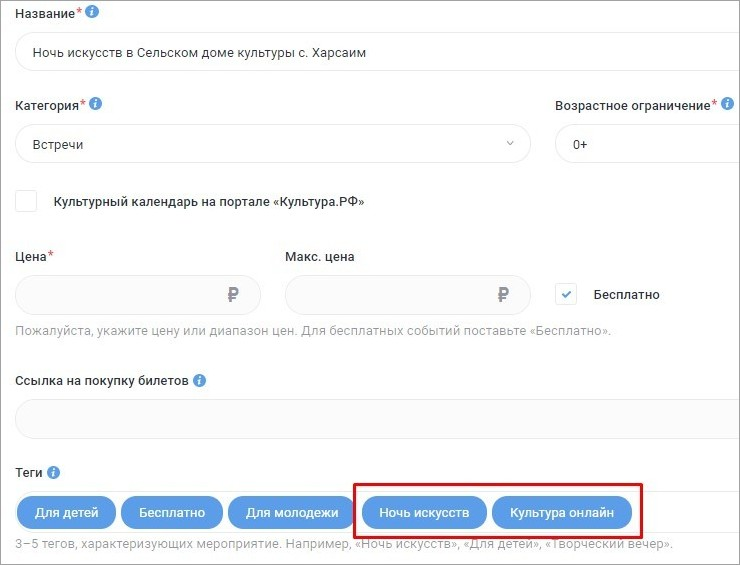 Название* i
Ночь искусств в Сельском доме культуры с. Харсаим
Категория* i Возрастное ограничение* i
Встречи 0+
Культурный календарь на портале «Культура.РФ»
Цена* Макс. цена
₽ ₽ Бесплатно
Пожалуйста, укажите цену или диапазон цен. Для бесплатных событий поставьте «Бесплатно».
Ссылка на покупку билетов i
Теги i
Для детей Бесплатно Для молодежи Ночь искусств Культура онлайн
3–5 тегов, характеризующих мероприятие. Например, «Ночь искусств», «Для детей», «Творческий вечер».